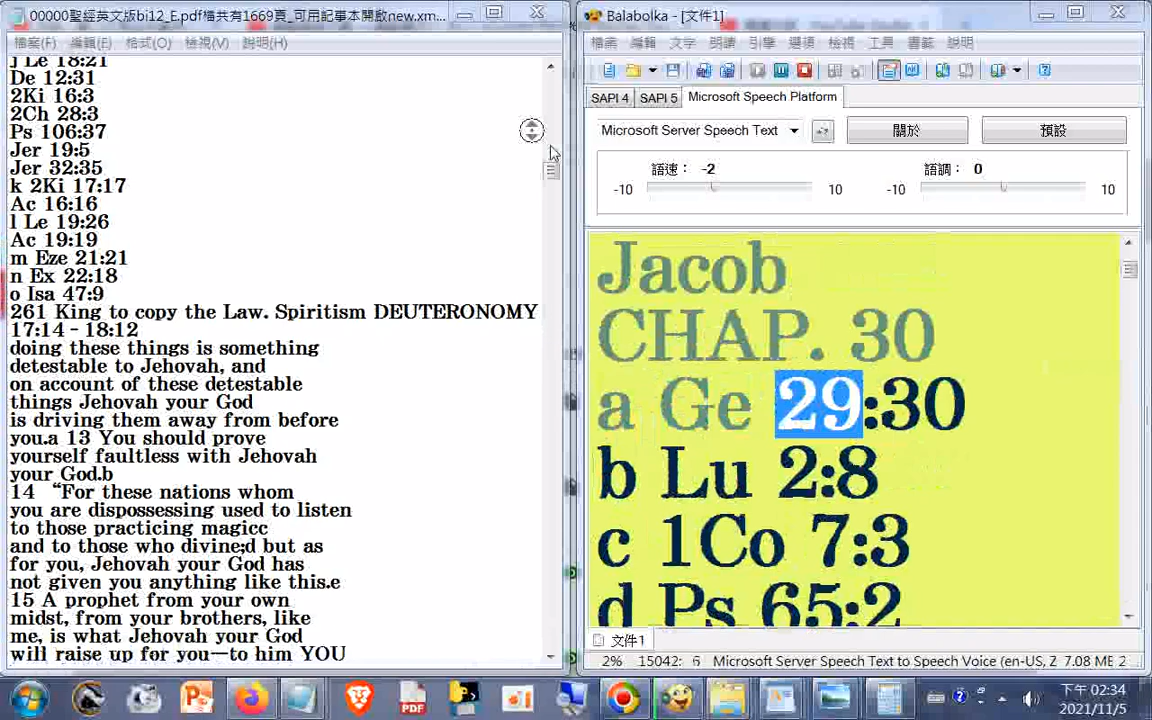 00000聖經英文版bi12_E.pdf檔共有1669頁_可用記事本開啟new.xm...
檔案(F) 編輯(E) 格式(O) 檢視(V) 說明(H)
j Le 18:21
De 12:31
2Ki 16:3
2Ch 28:3
Ps 106:37
Jer 19:5
Jer 32:35
k 2Ki 17:17
Ac 16:16
l Le 19:26
Ac 19:19
m Eze 21:21
n Ex 22:18
o Isa 47:9
261 King to copy the Law. Spiritism DEUTERONOMY
17:14–18:12
doing these things is something
detestable to Jehovah, and
on account of these detestable
things Jehovah your God
is driving them away from before
you.a 13 You should prove
yourself faultless with Jehovah
your God.b
14 “For these nations whom
you are dispossessing used to listen
to those practicing magicc
and to those who divine;d but as
for you, Jehovah your God has
not given you anything like this.e
15 A prophet from your own
midst, from your brothers, like
me, is what Jehovah your God
will raise up for you—to him YOU
Balabolka - [文件1]
檔案 編輯 文字 朗讀 引擎 選項 檢視 工具 書籤 說明
SAPI 4 SAPI 5 Microsoft Speech Platform
Microsoft Server Speech Text 關於 預設
語速： -2 語調： 0
-10 10 -10 10
Jacob
CHAP. 30
a Ge 29:30
b Lu 2:8
c 1Co 7:3
d Ps 65:2
文件1
2% 15042: 6 Microsoft Server Speech Text to Speech Voice (en-US, Z 7.08 MB 2
PDF
下午 02:34
2021/11/5